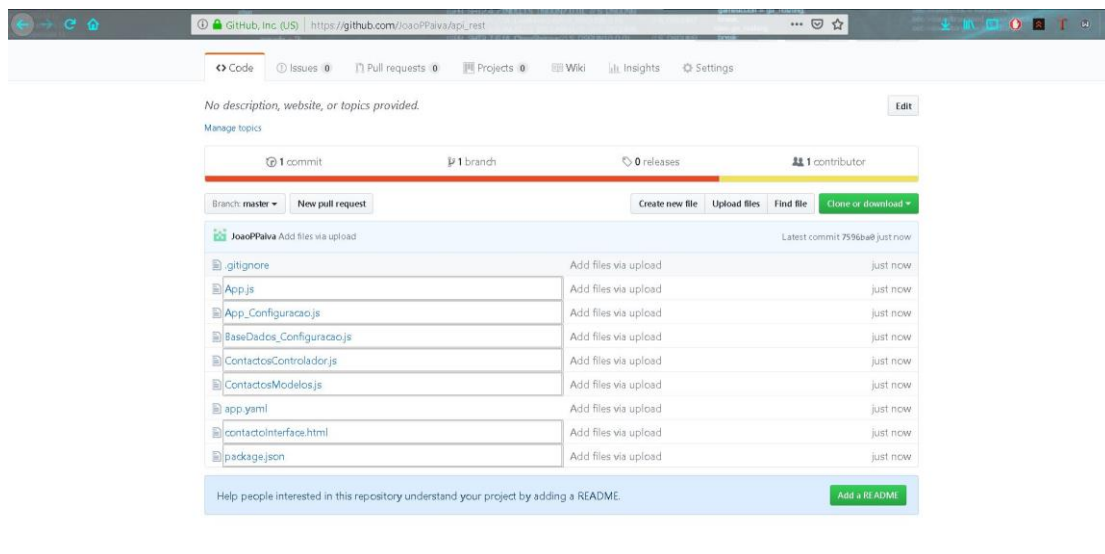 GitHub, Inc. (US) https://github.com/JoaoPPaiva/api_rest
Code Issues 0 Pull requests 0 Projects 0 Wiki Insights Settings
No description, website, or topics provided. Edit
Manage topics
1 commit 1 branch 0 releases 1 contributor
Branch: master New pull request Create new file Upload files Find file Clone or download
JoaoPPaiva Add files via upload Latest commit 7596ba0 just now
.gitignore Add files via upload just now
App.js Add files via upload just now
App_Configuracao.js Add files via upload just now
BaseDados_Configuracao.js Add files via upload just now
ContactosControlador.js Add files via upload just now
ContactosModelos.js Add files via upload just now
app.yaml Add files via upload just now
contactoInterface.html Add files via upload just now
package.json Add files via upload just now
Help people interested in this repository understand your project by adding a README. Add a README